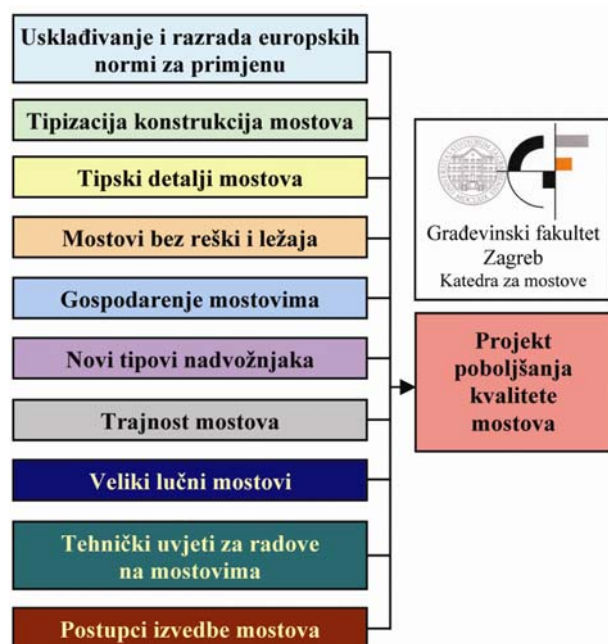 Usklađivanje i razrada europskih
normi za primjenu
Tipizacija konstrukcija mostova
Tipski detalji mostova
Mostovi bez reški i ležaja
Gospodarenje mostovima
Novi tipovi nadvožnjaka
Trajnost mostova
Veliki lučni mostovi
Tehnički uvjeti za radove
na mostovima
Postupci izvedbe mostova
Građevinski fakultet
Zagreb
Katedra za mostove
Projekt
poboljšanja
kvalitete
mostova